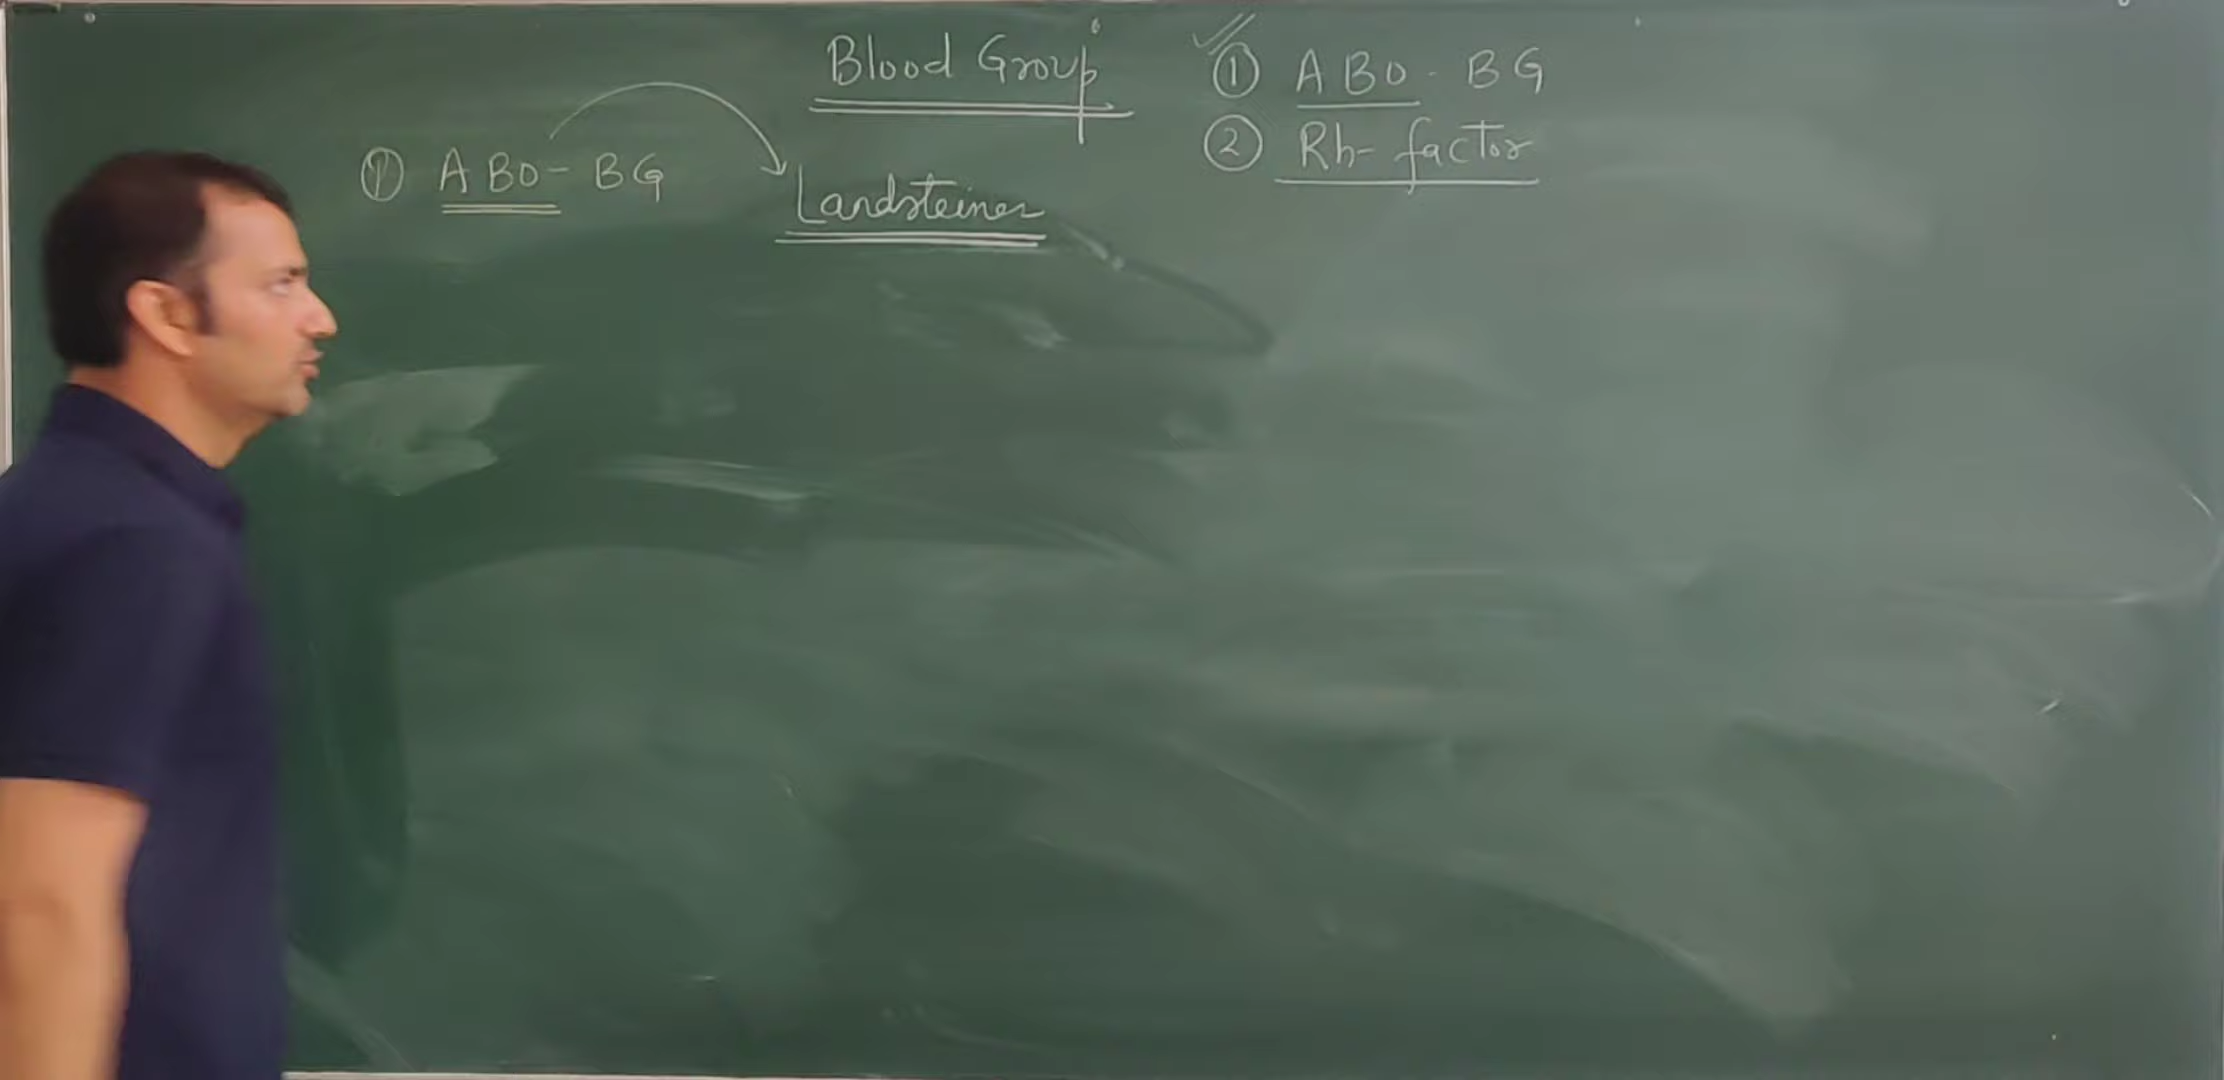 Blood Group
① ABO - BG
② Rh- factor
① ABO - BG
Landsteiner